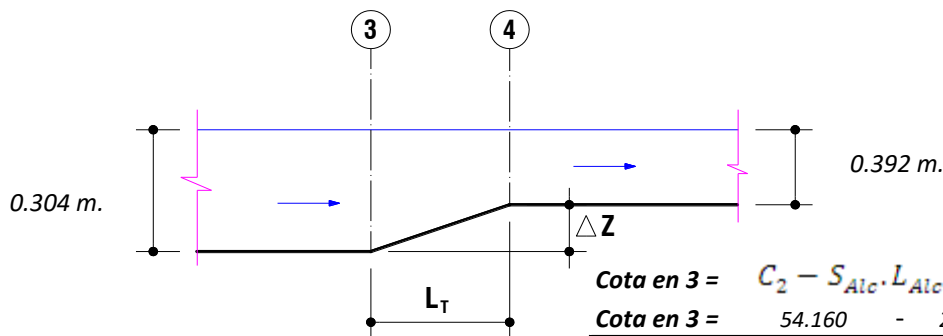 3
4
0.304 m.
0.392 m.
△ Z
L_T
Cota en 3 = C₂ − S_Alc.L_Alc
Cota en 3 = 54.160 -